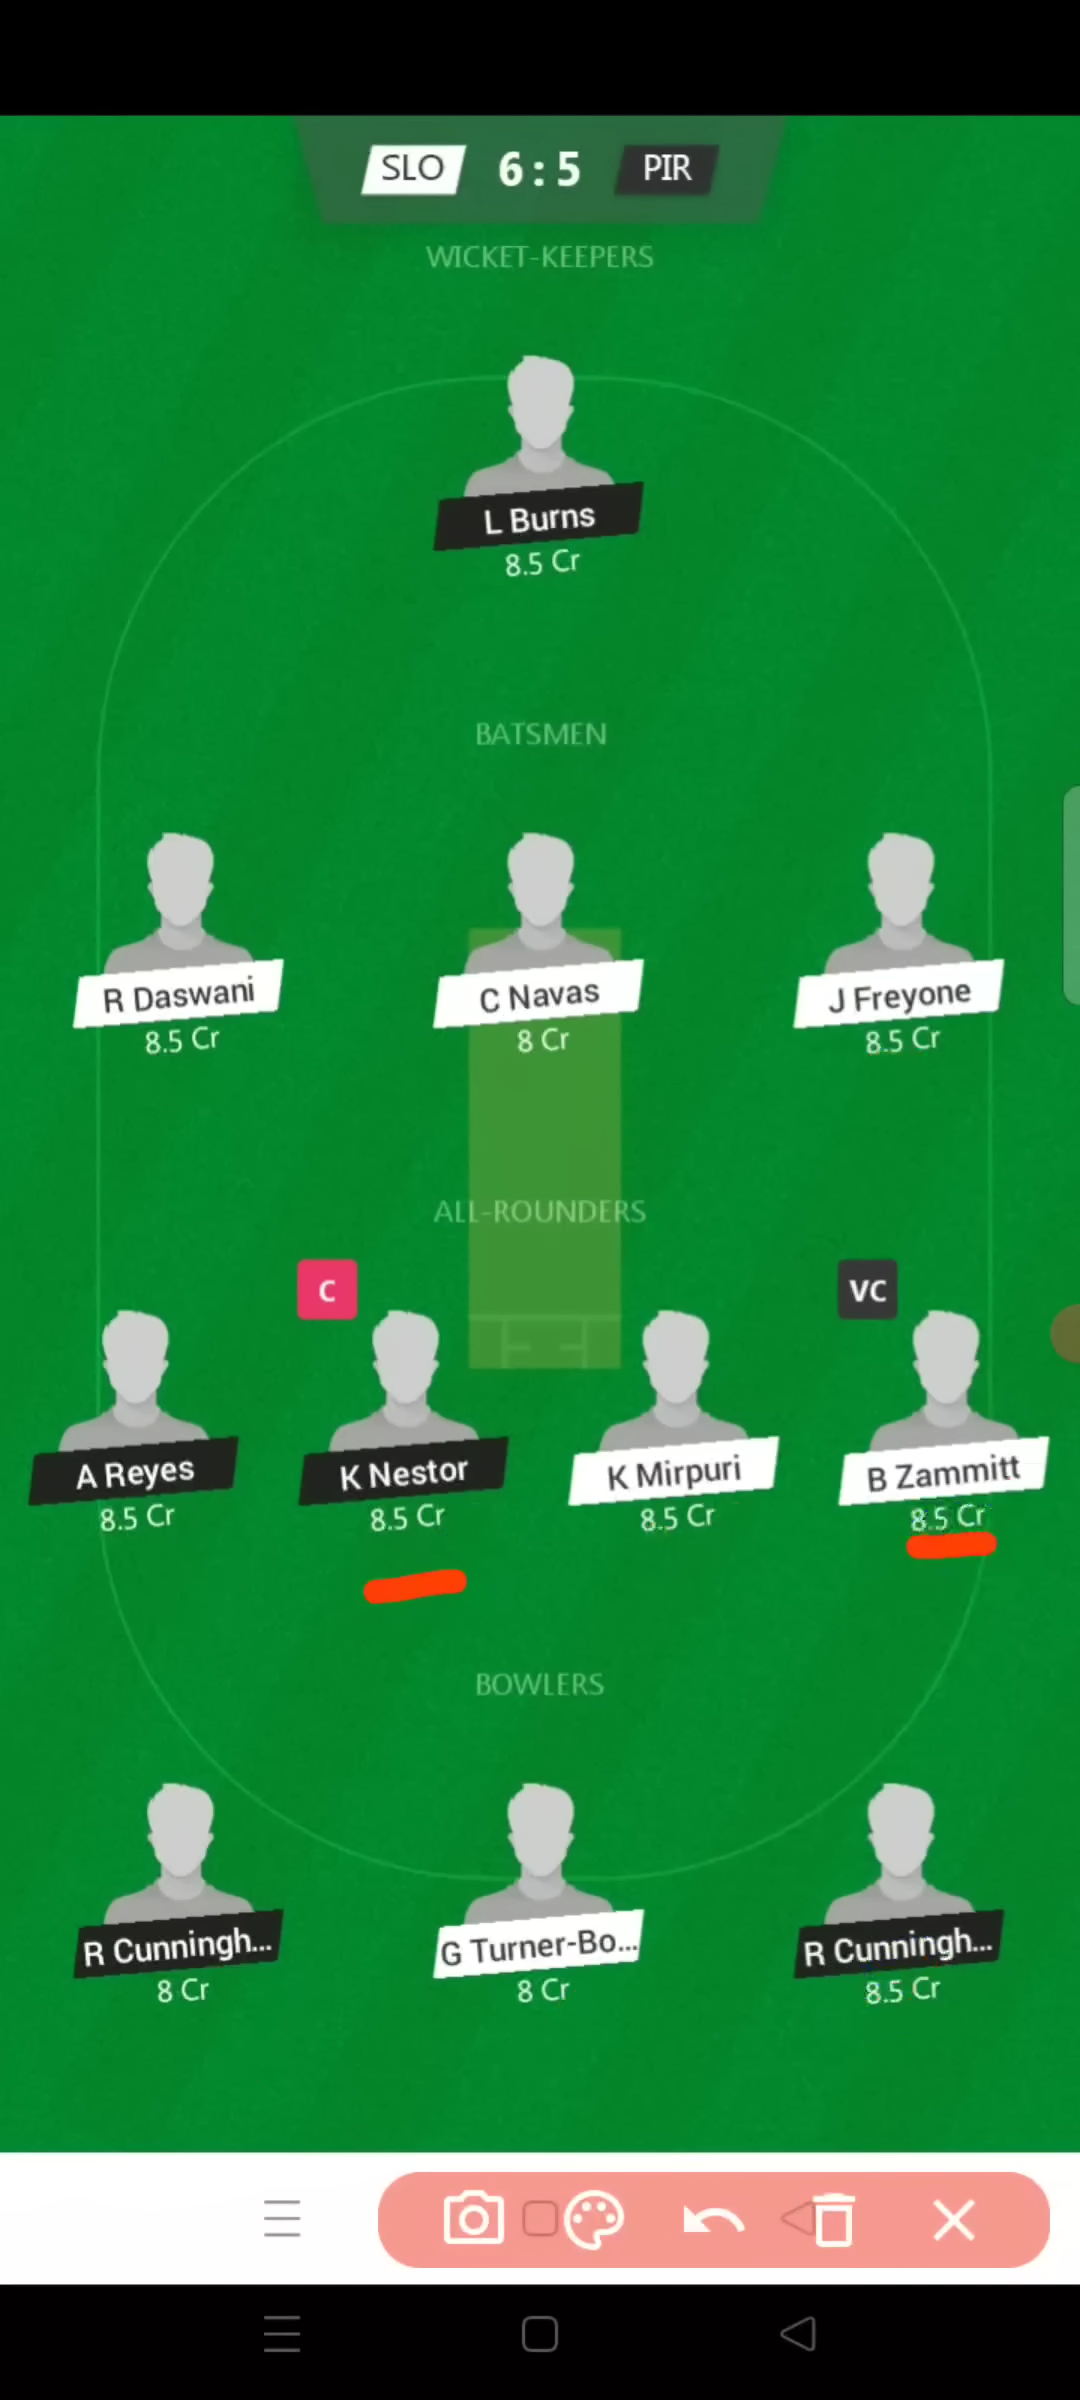 SLO 6:5 PIR
WICKET-KEEPERS
L Burns
8.5 Cr
BATSMEN
R Daswani C Navas J Freyone
8.5 Cr 8 Cr 8.5 Cr
ALL-ROUNDERS
C VC
A Reyes K Nestor K Mirpuri B Zammitt
8.5 Cr 8.5 Cr 8.5 Cr 8.5 Cr
BOWLERS
R Cunningh... G Turner-Bo... R Cunningh...
8 Cr 8 Cr 8.5 Cr